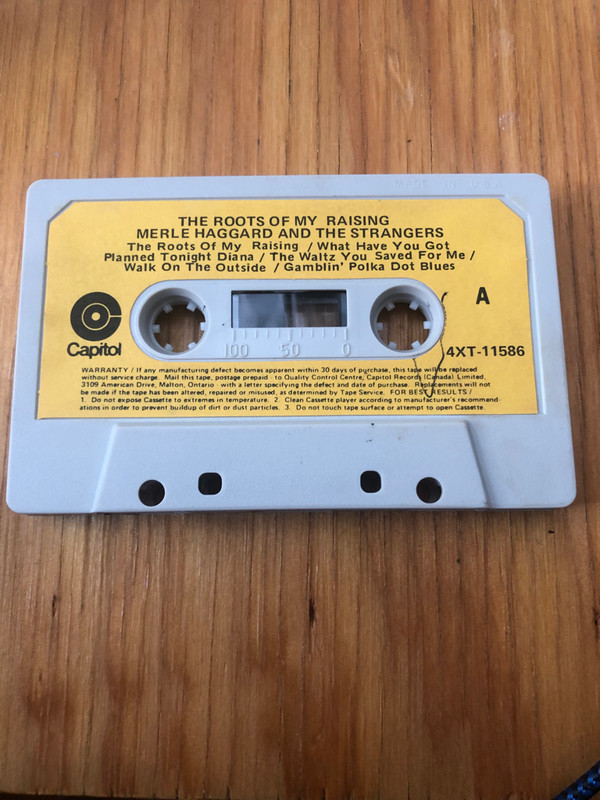 MADE IN U.S.A.
THE ROOTS OF MY RAISING
MERLE HAGGARD AND THE STRANGERS
The Roots Of My Raising / What Have You Got
Planned Tonight Diana / The Waltz You Saved For Me /
Walk On The Outside / Gamblin' Polka Dot Blues
A
Capitol
100 50 0
4XT-11586
WARRANTY / If any manufacturing defect becomes apparent within 30 days of purchase, this tape will be replaced
without service charge. Mail this tape, postage prepaid - to Quality Control Centre, Capitol Records (Canada) Limited,
3109 American Drive, Malton, Ontario - with a letter specifying the defect and date of purchase. Replacements will not
be made if the tape has been altered, repaired or misused, as determined by Tape Service. FOR BEST RESULTS /
1. Do not expose Cassette to extremes in temperature. 2. Clean Cassette player according to manufacturer's recommend-
ations in order to prevent buildup of dirt or dust particles. 3. Do not touch tape surface or attempt to open Cassette.